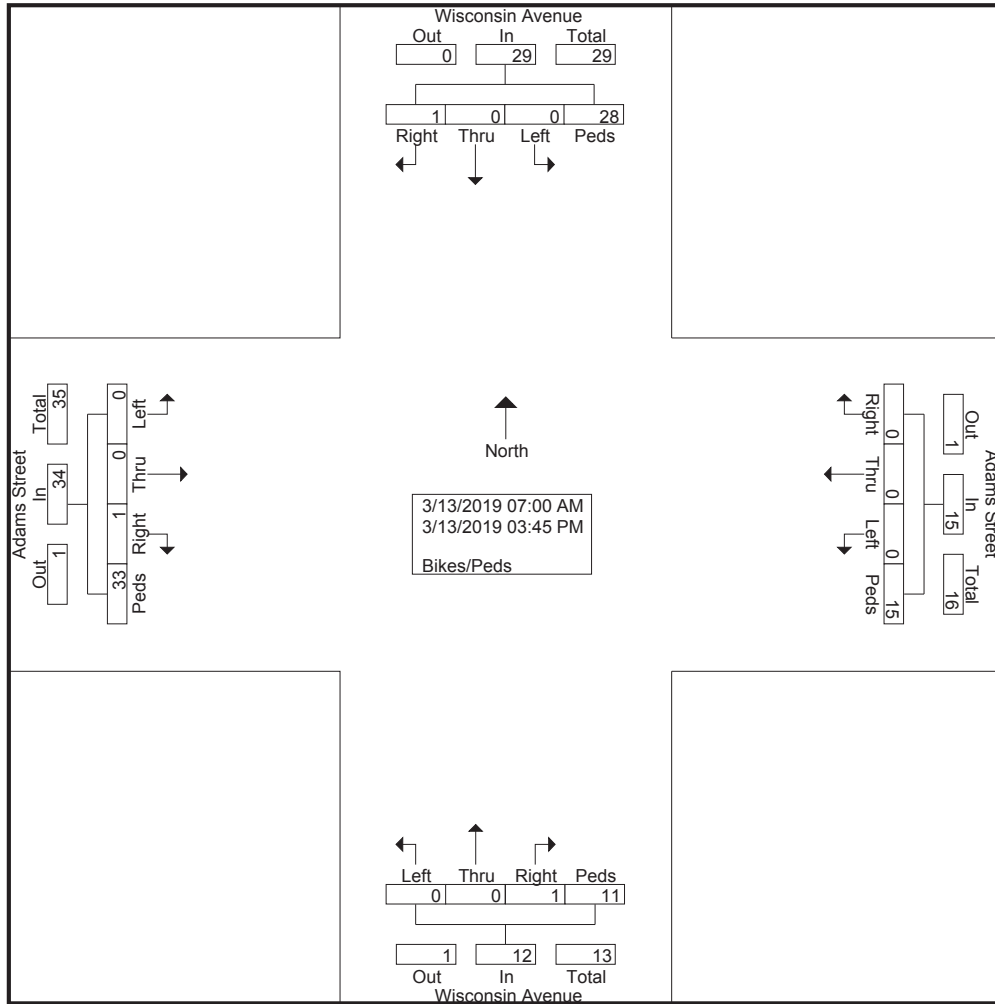 Wisconsin Avenue
Out In Total
0 29 29
1 0 0 28
Right Thru Left Peds
Adams Street
Total In Out
35 34 1
0 0 1 33
Left Thru Right Peds
North
3/13/2019 07:00 AM
3/13/2019 03:45 PM
Bikes/Peds
Right Thru Left Peds
0 0 0 15
1 15 16
Out In Total
Adams Street
Left Thru Right Peds
0 0 1 11
1 12 13
Out In Total
Wisconsin Avenue